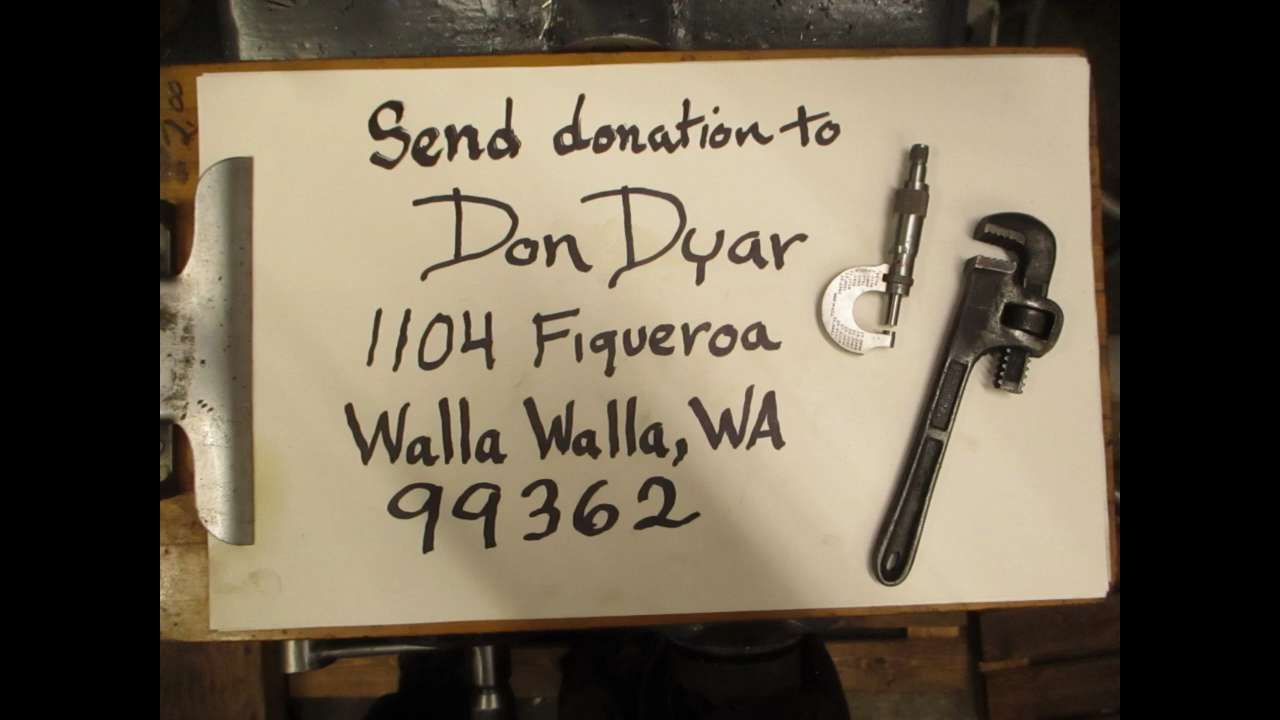 Send donation to
Don Dyar
1104 Figueroa
Walla Walla, WA
99362